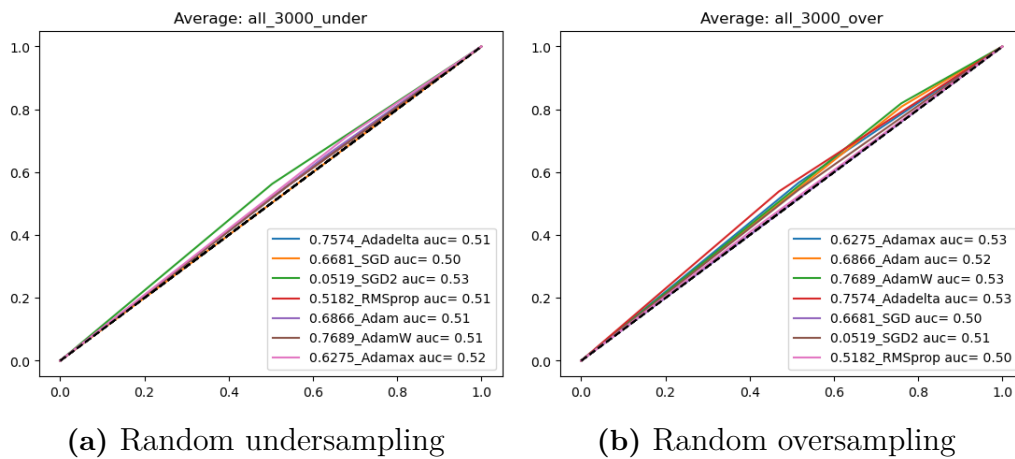 Average: all_3000_under
1.0
0.8
0.6
0.4
0.2
0.0
0.7574_Adadelta auc= 0.51
0.6681_SGD auc= 0.50
0.0519_SGD2 auc= 0.53
0.5182_RMSprop auc= 0.51
0.6866_Adam auc= 0.51
0.7689_AdamW auc= 0.51
0.6275_Adamax auc= 0.52
0.0 0.2 0.4 0.6 0.8 1.0
(a) Random undersampling
Average: all_3000_over
1.0
0.8
0.6
0.4
0.2
0.0
0.6275_Adamax auc= 0.53
0.6866_Adam auc= 0.52
0.7689_AdamW auc= 0.53
0.7574_Adadelta auc= 0.53
0.6681_SGD auc= 0.50
0.0519_SGD2 auc= 0.51
0.5182_RMSprop auc= 0.50
0.0 0.2 0.4 0.6 0.8 1.0
(b) Random oversampling